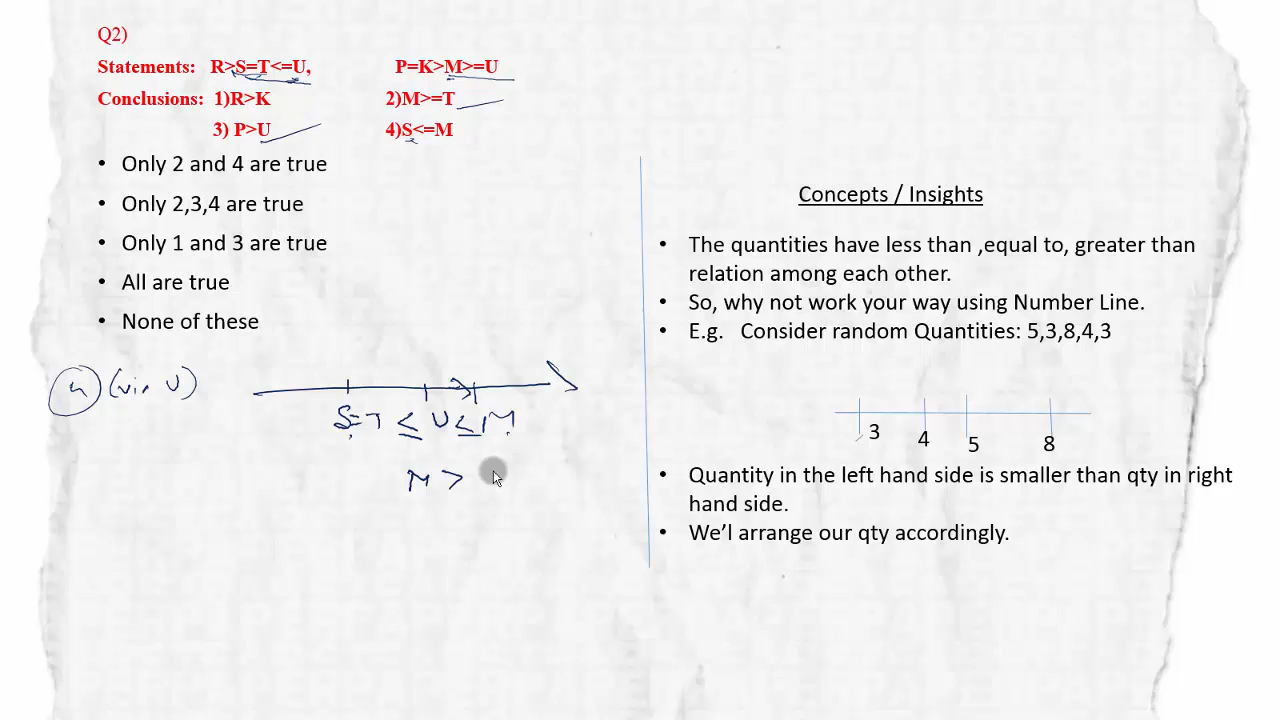 Q2)
Statements: R>S=T<=U, P=K>M>=U
Conclusions: 1)R>K 2)M>=T
3) P>U 4)S<=M
• Only 2 and 4 are true
• Only 2,3,4 are true
• Only 1 and 3 are true
• All are true
• None of these
4 (via U)
S=T ≤ U ≤ M
M >
Concepts / Insights
• The quantities have less than ,equal to, greater than
relation among each other.
• So, why not work your way using Number Line.
• E.g. Consider random Quantities: 5,3,8,4,3
3 4 5 8
• Quantity in the left hand side is smaller than qty in right
hand side.
• We'l arrange our qty accordingly.